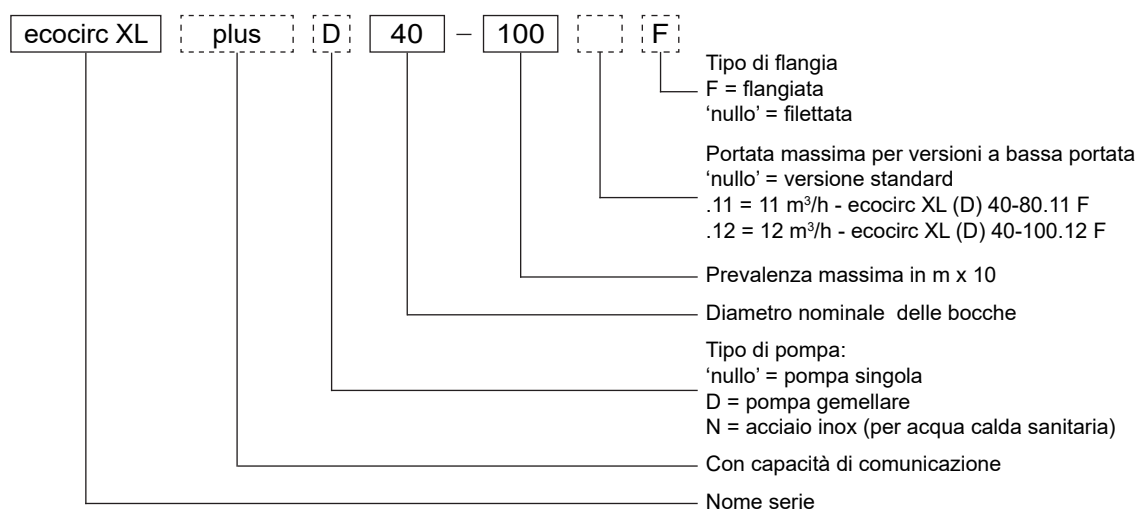 ecocirc XL plus D 40 – 100 F
Tipo di flangia
F = flangiata
‘nullo’ = filettata
Portata massima per versioni a bassa portata
‘nullo’ = versione standard
.11 = 11 m³/h - ecocirc XL (D) 40-80.11 F
.12 = 12 m³/h - ecocirc XL (D) 40-100.12 F
Prevalenza massima in m x 10
Diametro nominale delle bocche
Tipo di pompa:
‘nullo’ = pompa singola
D = pompa gemellare
N = acciaio inox (per acqua calda sanitaria)
Con capacità di comunicazione
Nome serie